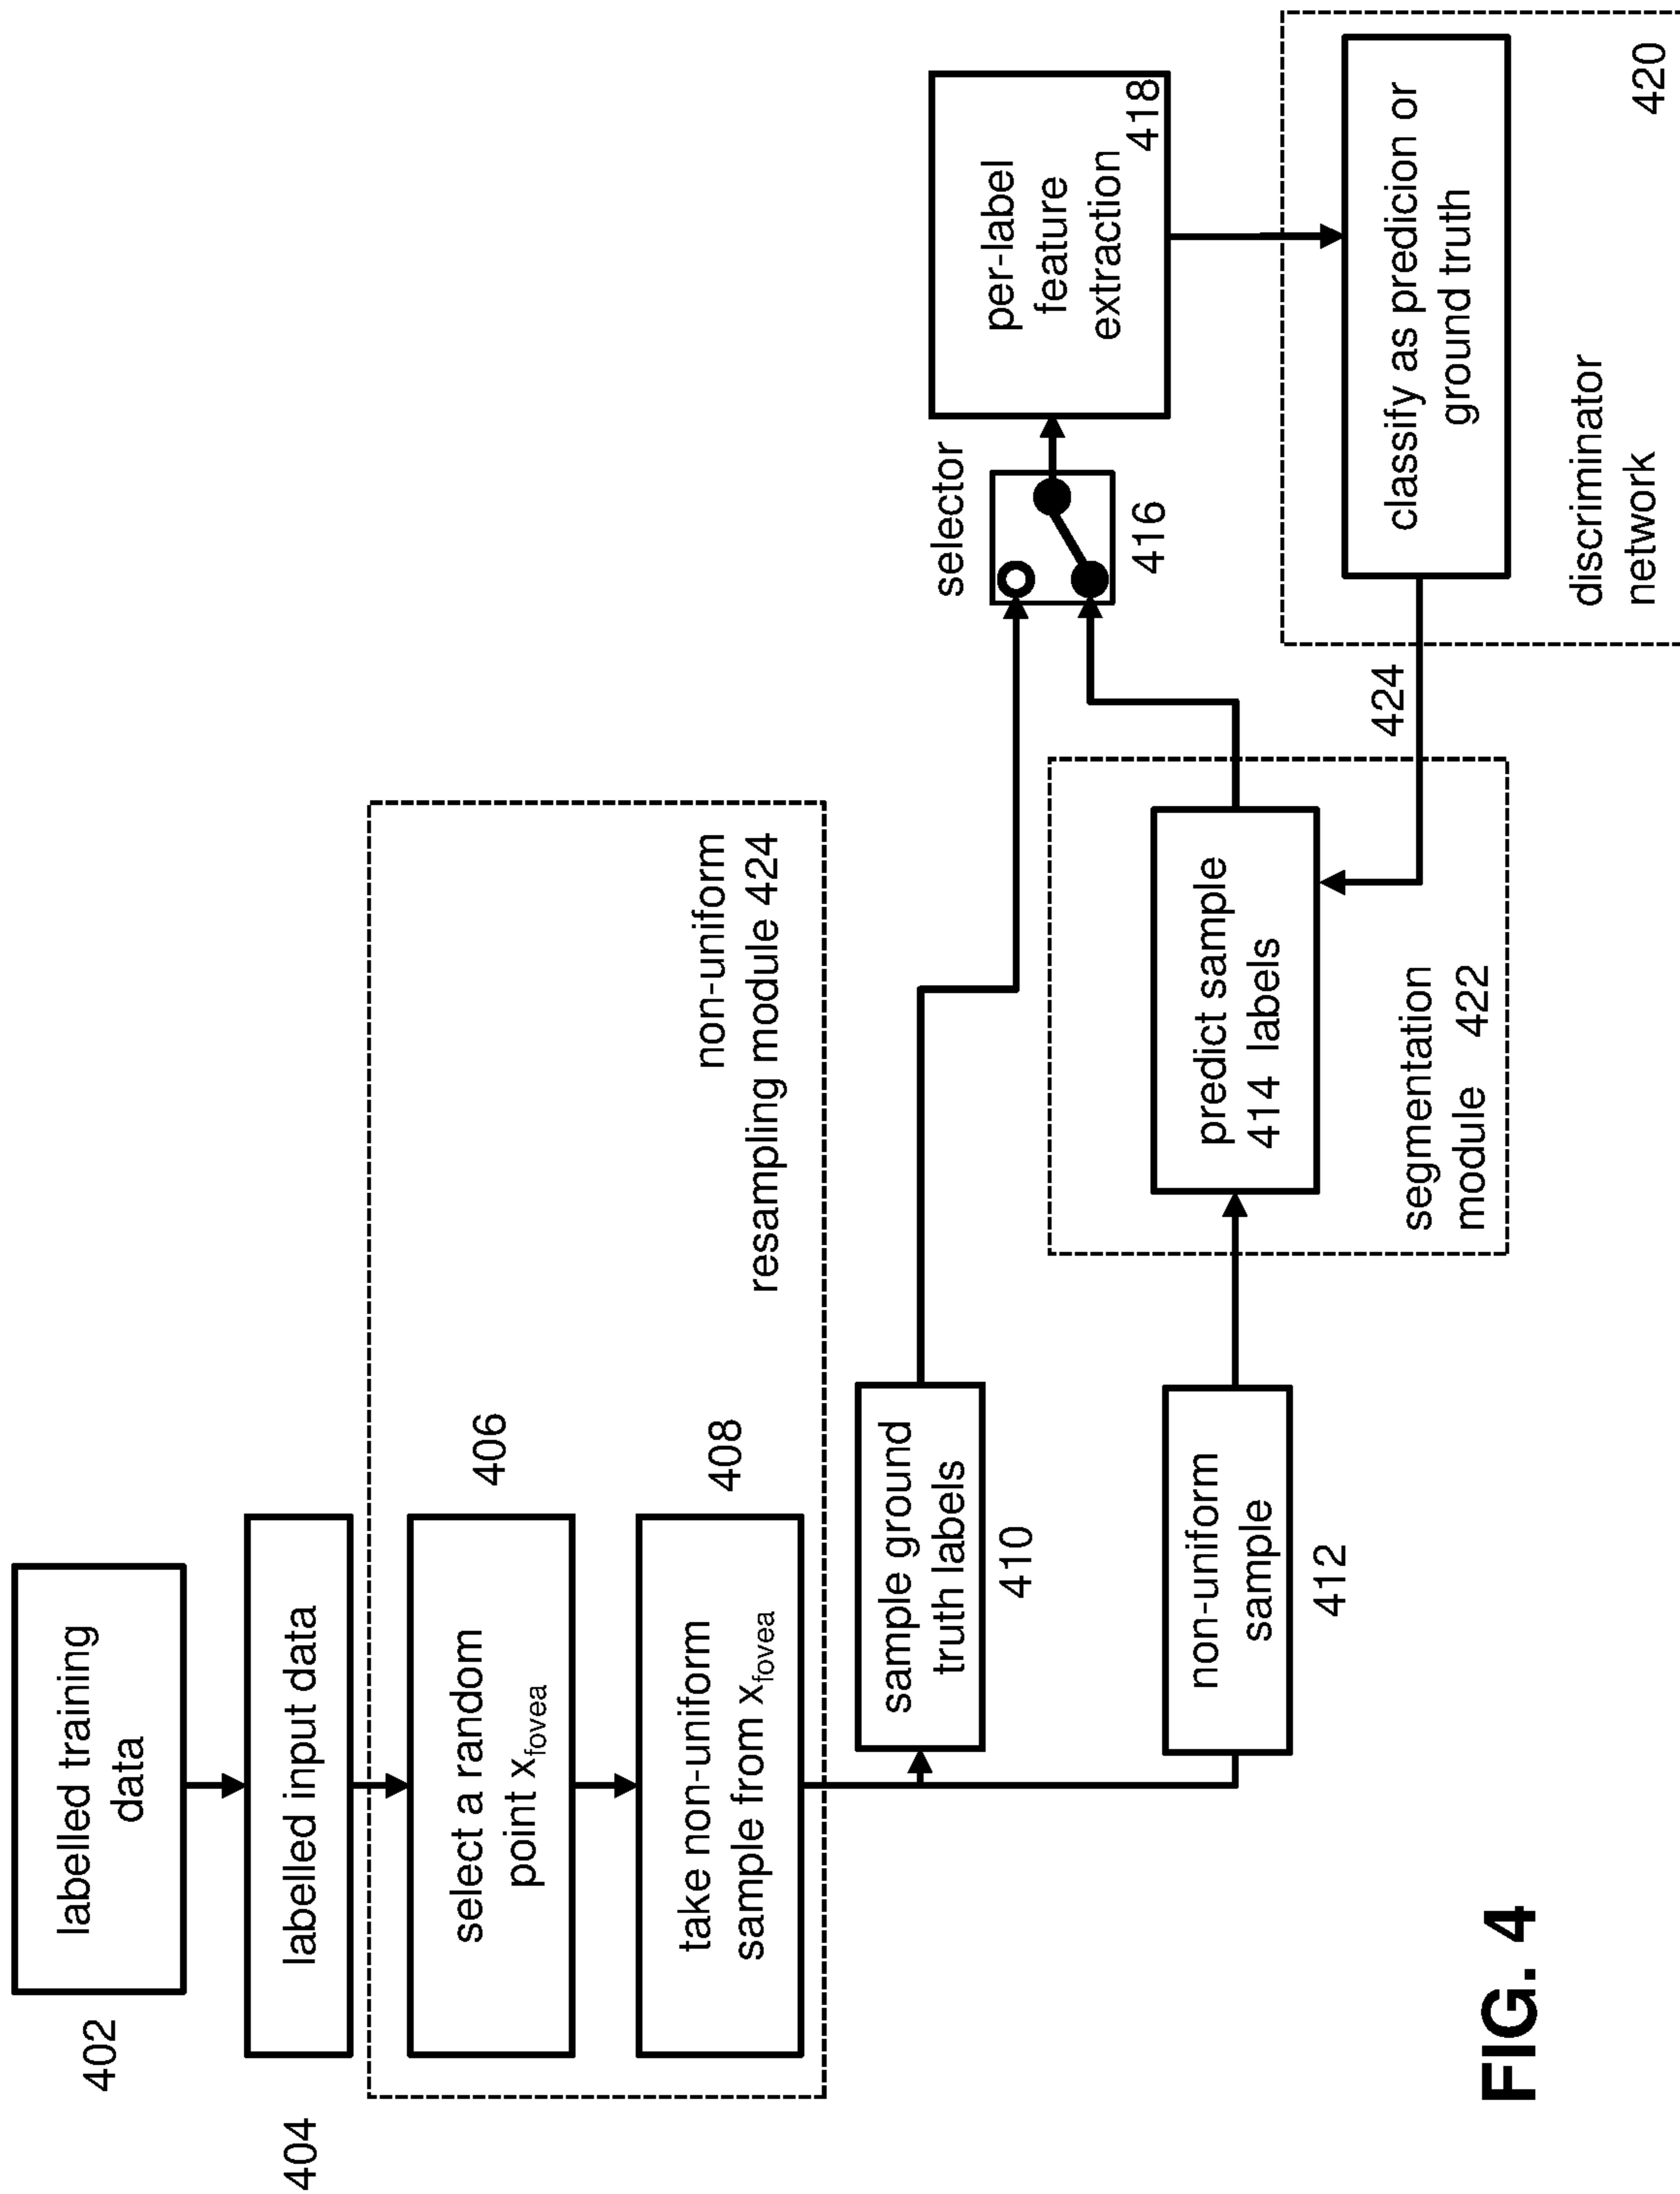 labelled training
data
402
labelled input data
404
select a random
point x_fovea
406
take non-uniform
sample from x_fovea
408
non-uniform
resampling module 424
sample ground
truth labels
410
non-uniform
sample
412
predict sample
414 labels
segmentation
module 422
selector
416
per-label
feature
extraction
418
424
classify as predicion or
ground truth
discriminator
network
420
FIG. 4